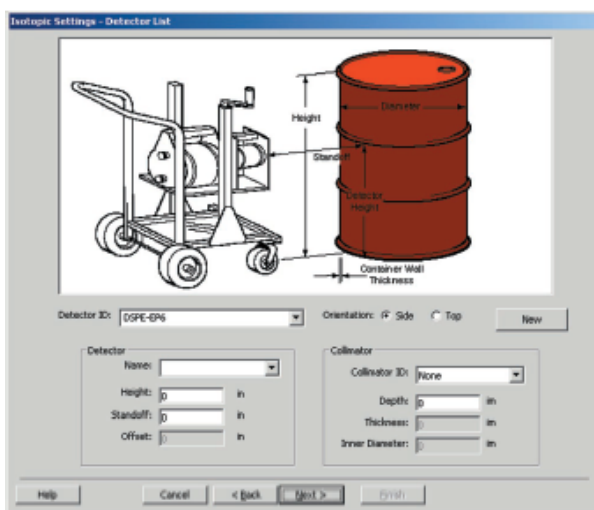 Isotopic Settings - Detector List
Diameter
Height
Standoff
Detector
Height
Container Wall
Thickness
Detector ID: DSPE-EP6 Orientation: Side Top New
Detector
Name:
Height: 0 in
Standoff: 0 in
Offset: 0 in
Collimator
Collimator ID: None
Depth: 0 in
Thickness: 0 in
Inner Diameter: 0 in
Help Cancel < Back Next > Finish